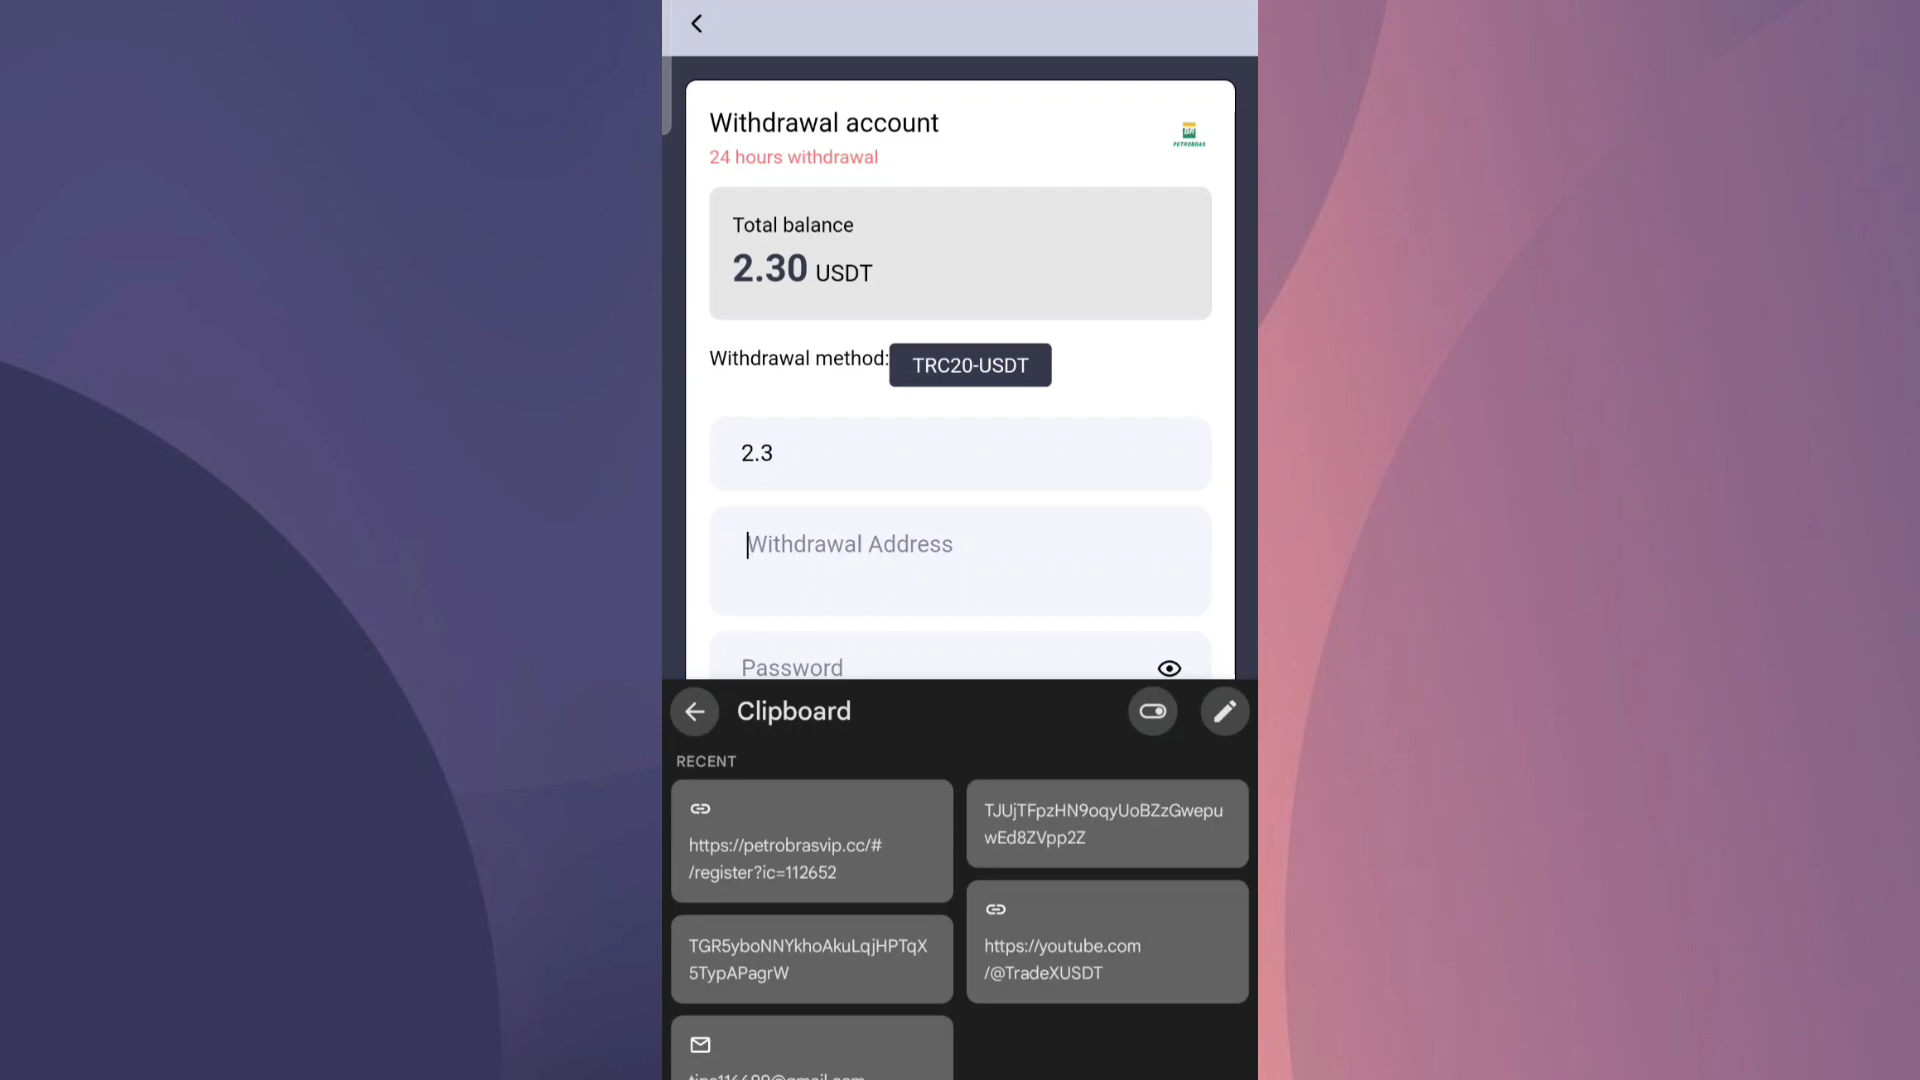 Withdrawal account
24 hours withdrawal
PETROBRAS
Total balance
2.30 USDT
Withdrawal method: TRC20-USDT
2.3
Withdrawal Address
Password
Clipboard
RECENT
https://petrobrasvip.cc/#
/register?ic=112652
TJUjTFpzHN9oqyUoBZzGwepu
wEd8ZVpp2Z
TGR5yboNNYkhoAkuLqjHPTqX
5TypAPagrW
https://youtube.com
/@TradeXUSDT